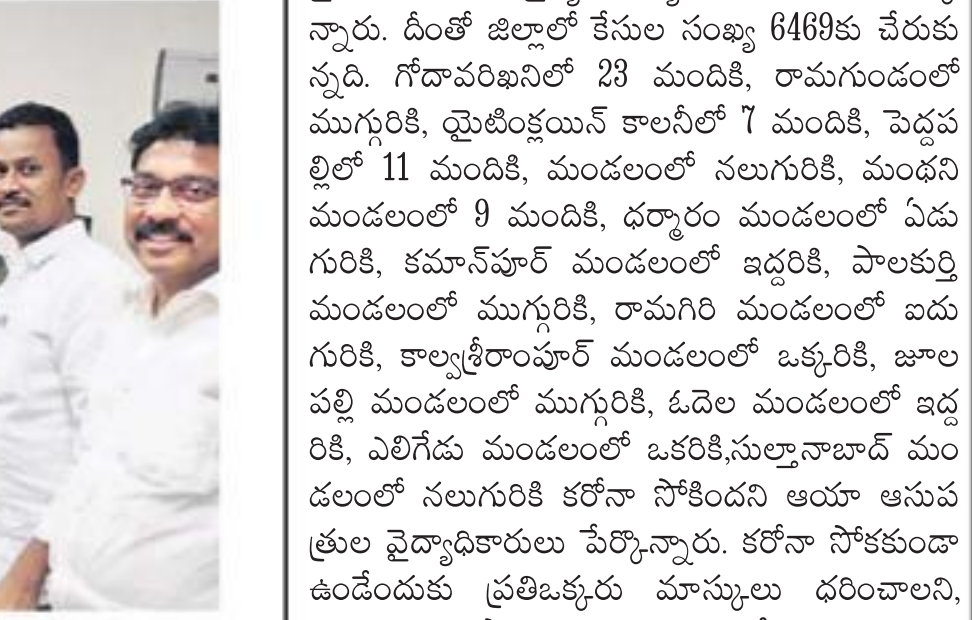 న్నారు. దీంతో జిల్లాలో కేసుల సంఖ్య 6469కు చేరుకు
న్నది. గోదావరిఖనిలో 23 మందికి, రామగుండంలో
ముగ్గురికి, యైటింక్లయిన్ కాలనీలో 7 మందికి, పెద్దప
ల్లిలో 11 మందికి, మండలంలో నలుగురికి, మంథని
మండలంలో 9 మందికి, ధర్మారం మండలంలో ఏడు
గురికి, కమాన్‌పూర్ మండలంలో ఇద్దరికి, పాలకుర్తి
మండలంలో ముగ్గురికి, రామగిరి మండలంలో ఐదు
గురికి, కాల్వశ్రీరాంపూర్ మండలంలో ఒక్కరికి, జూల
పల్లి మండలంలో ముగ్గురికి, ఓదెల మండలంలో ఇద్ద
రికి, ఎలిగేడు మండలంలో ఒకరికి,సుల్తానాబాద్ మం
డలంలో నలుగురికి కరోనా సోకిందని ఆయా ఆసుప
త్రుల వైద్యాధికారులు పేర్కొన్నారు. కరోనా సోకకుండా
ఉండేందుకు ప్రతిఒక్కరు మాస్కులు ధరించాలని,